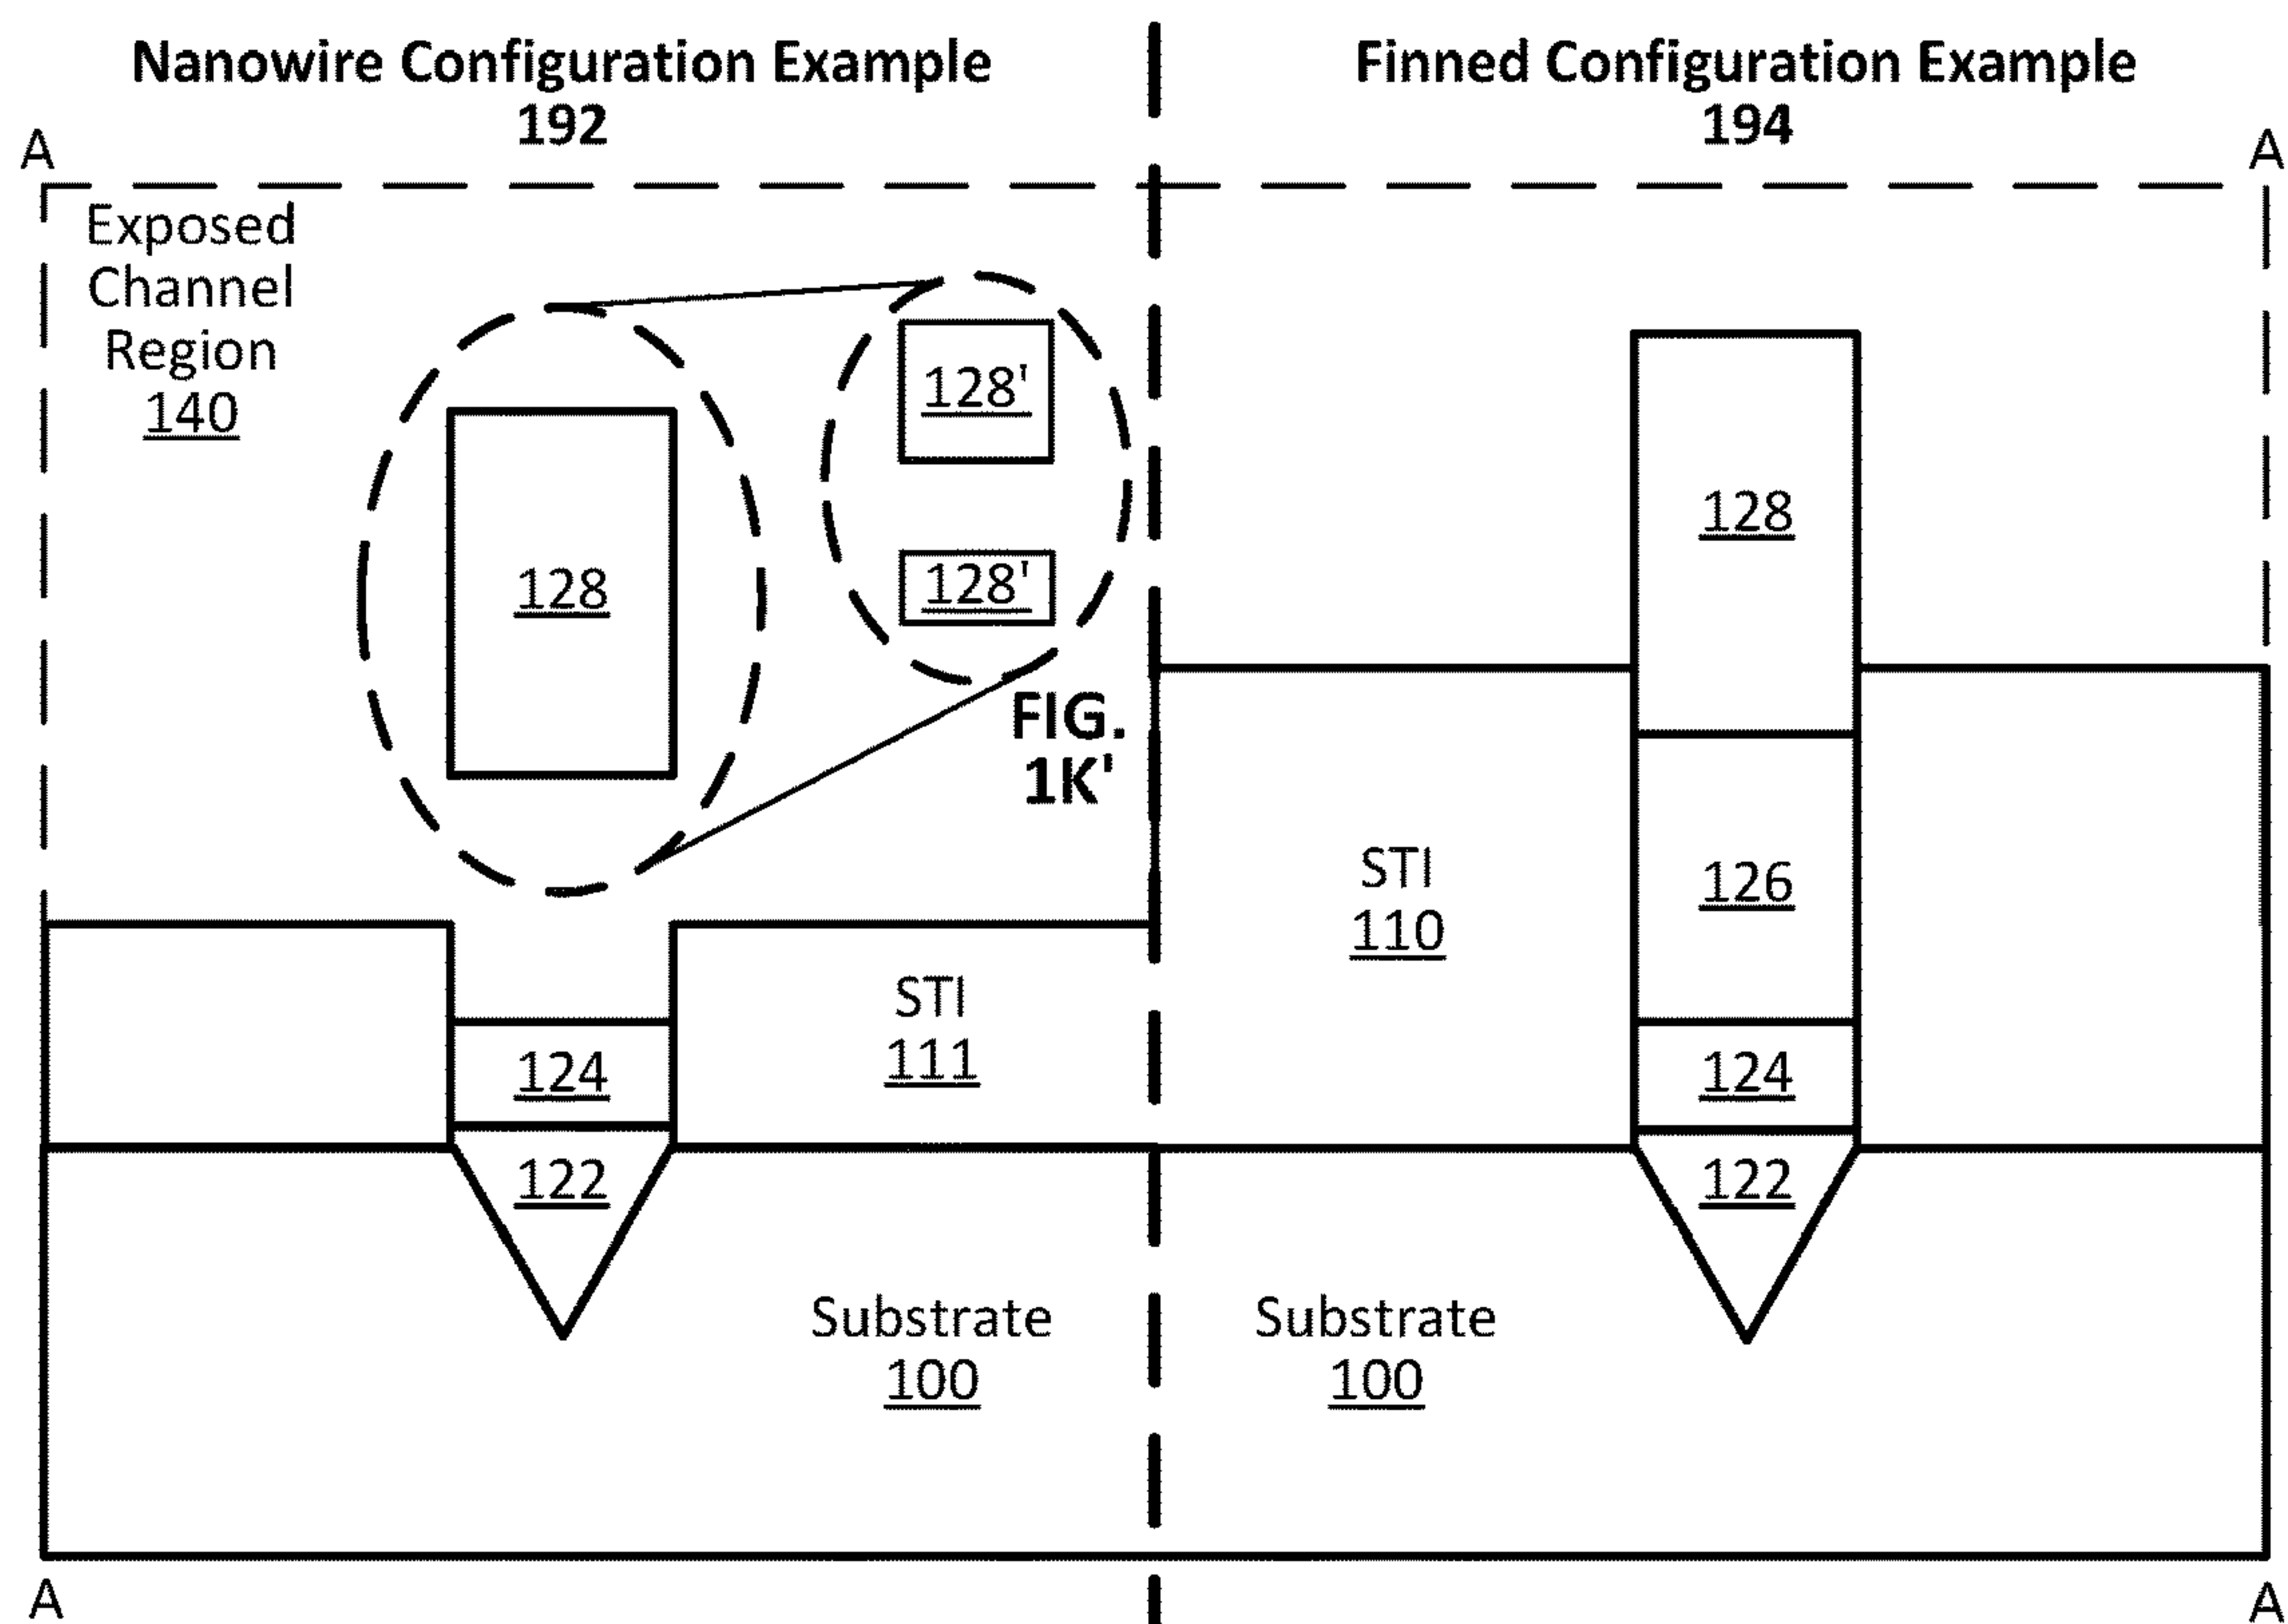 Nanowire Configuration Example
192
Finned Configuration Example
194
A
A
Exposed
Channel
Region
140
128'
128'
128
128
FIG.
1K'
STI
110
126
STI
111
124
124
122
122
Substrate
100
Substrate
100
A
A